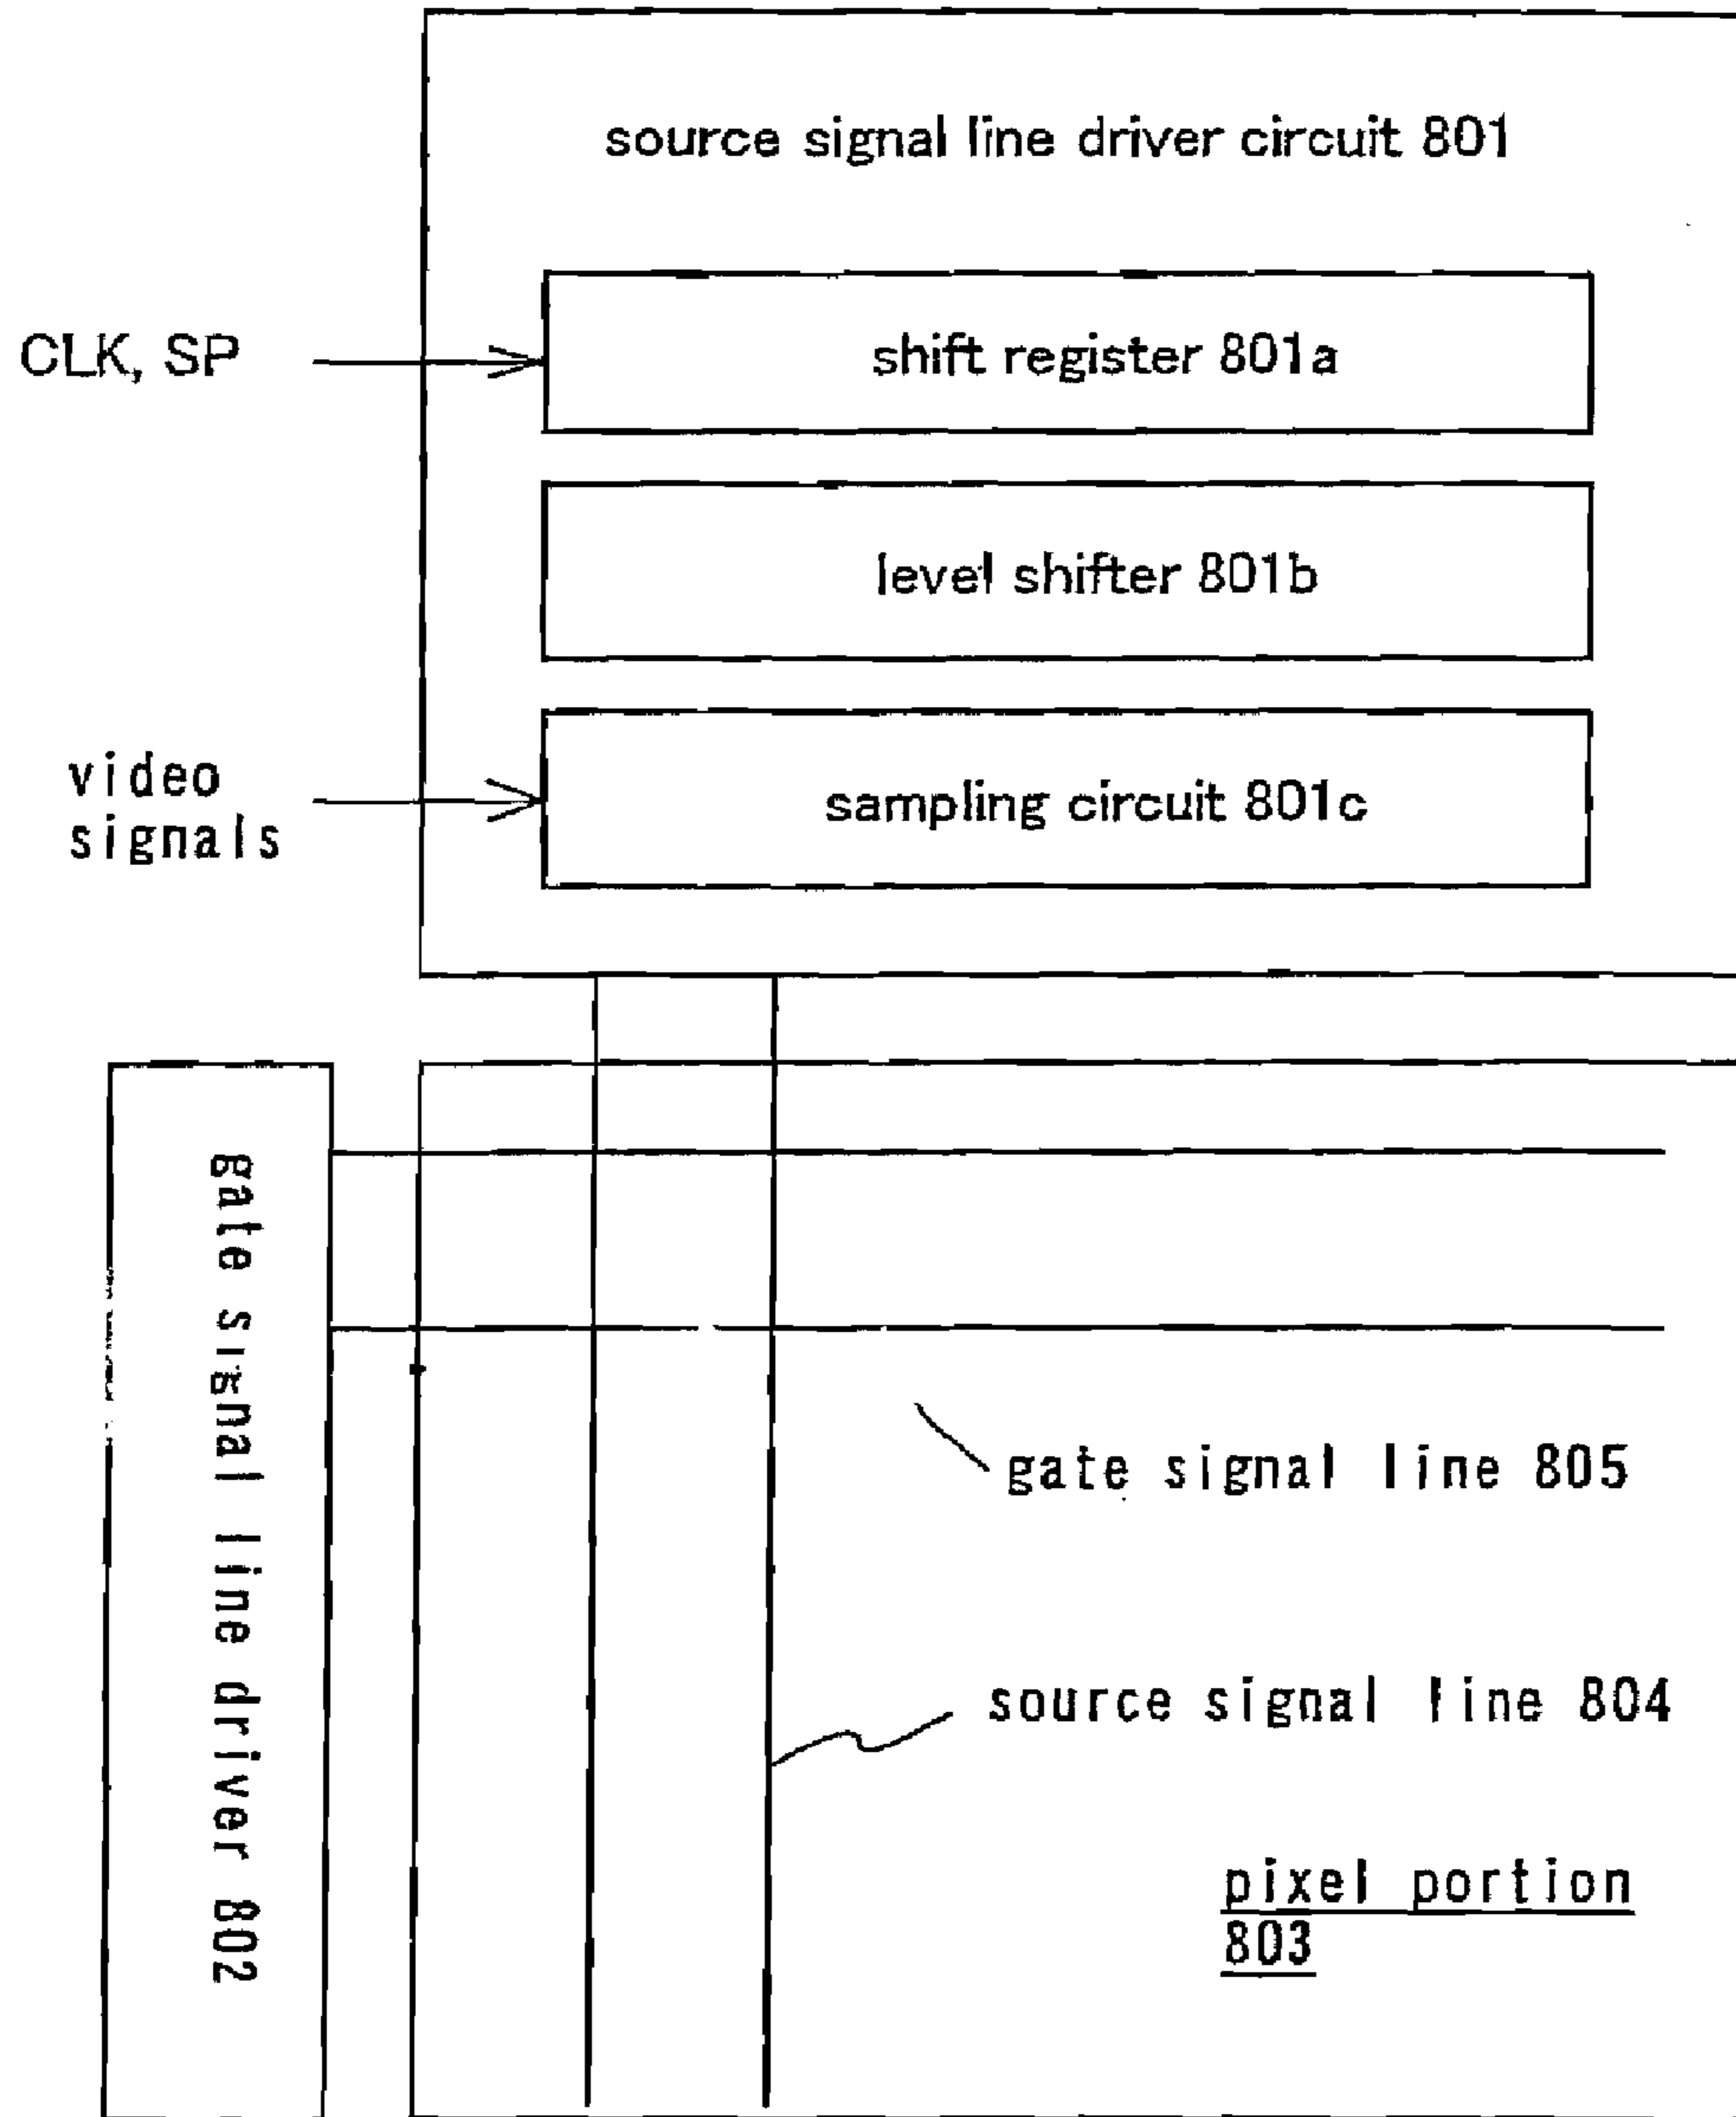 source signal line driver circuit 801
CLK, SP
shift register 801a
level shifter 801b
video
signals
sampling circuit 801c
gate signal line driver 802
gate signal line 805
source signal line 804
pixel portion
803